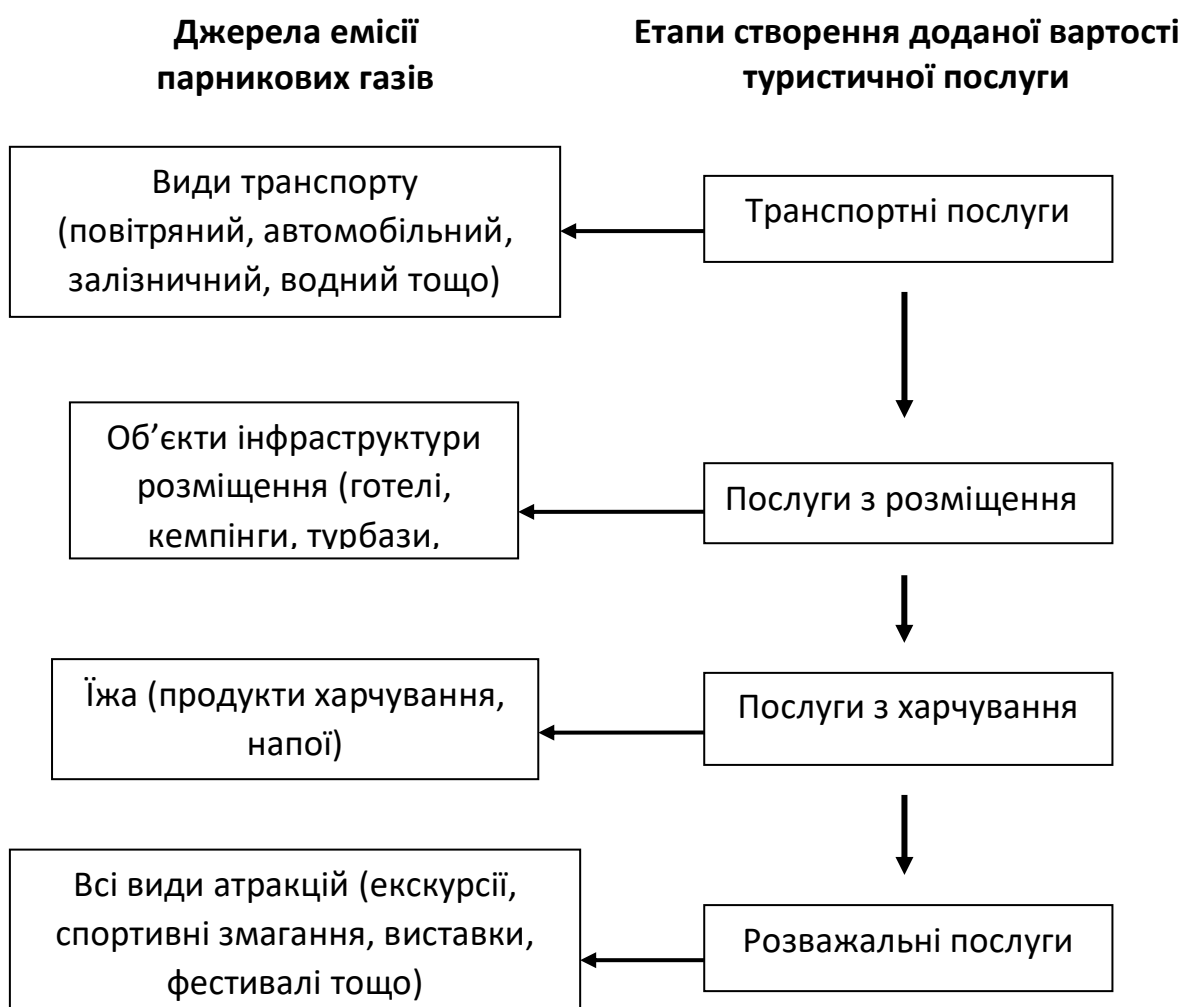 Джерела емісії
парникових газів
Етапи створення доданої вартості
туристичної послуги
Види транспорту
(повітряний, автомобільний,
залізничний, водний тощо)
Транспортні послуги
Об’єкти інфраструктури
розміщення (готелі,
кемпінги, турбази,
Послуги з розміщення
Їжа (продукти харчування,
напої)
Послуги з харчування
Всі види атракцій (екскурсії,
спортивні змагання, виставки,
фестивалі тощо)
Розважальні послуги